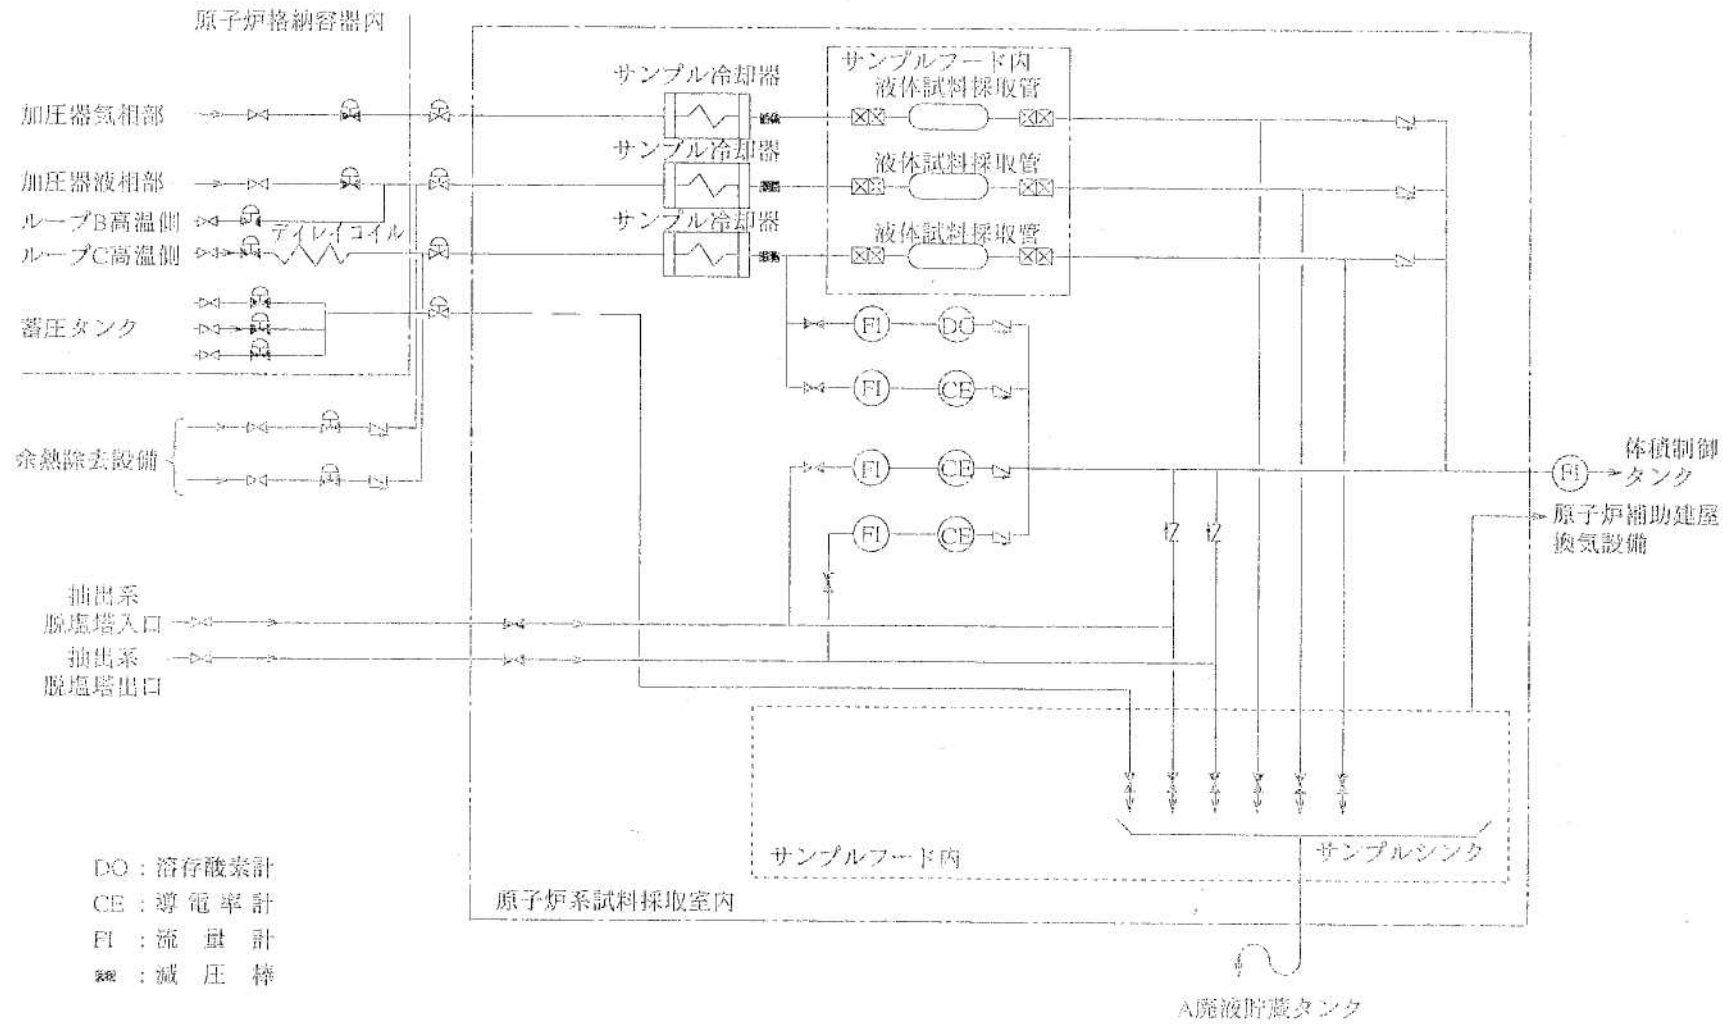 原子炉格納容器内
サンプル冷却器
サンプルフード内
液体試料採取管
加圧器気相部
サンプル冷却器
液体試料採取管
加圧器液相部
サンプル冷却器
液体試料採取管
ループB高温側
デイレイコイル
ループC高温側
蓄圧タンク
FI
DO
FI
CE
余熱除去設備
FI
CE
FI
体積制御
タンク
FI
CE
原子炉補助建屋
換気設備
抽出系
脱塩塔入口
抽出系
脱塩塔出口
サンプルフード内
サンプルシンク
原子炉系試料採取室内
DO：溶存酸素計
CE：導電率計
FI：流量計
：減圧棒
A廃液貯蔵タンク